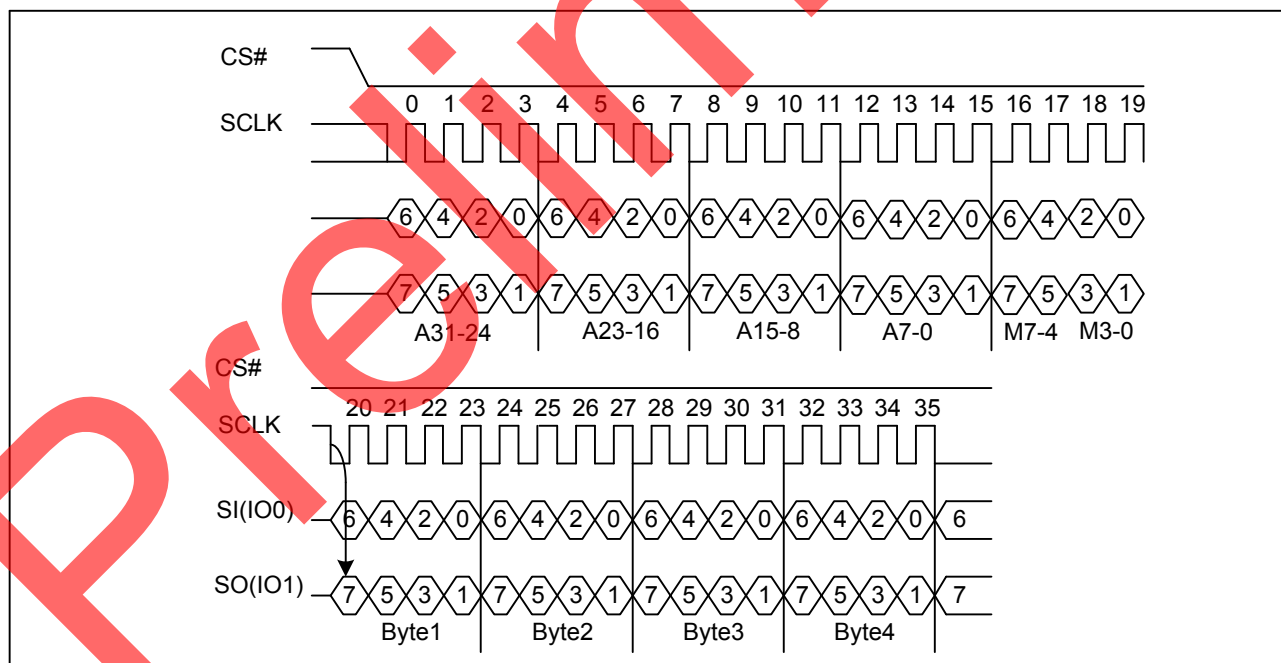 CS#
0 1 2 3 4 5 6 7 8 9 10 11 12 13 14 15 16 17 18 19
SCLK
6 4 2 0 6 4 2 0 6 4 2 0 6 4 2 0 6 4 2 0
7 5 3 1 7 5 3 1 7 5 3 1 7 5 3 1 7 5 3 1
A31-24 A23-16 A15-8 A7-0 M7-4 M3-0
CS#
20 21 22 23 24 25 26 27 28 29 30 31 32 33 34 35
SCLK
SI(IO0) 6 4 2 0 6 4 2 0 6 4 2 0 6 4 2 0 6
SO(IO1) 7 5 3 1 7 5 3 1 7 5 3 1 7 5 3 1 7
Byte1 Byte2 Byte3 Byte4
Prelin